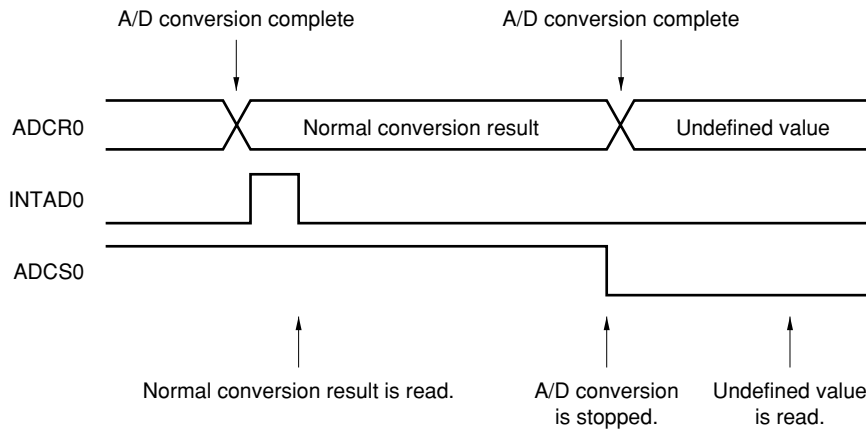 A/D conversion complete A/D conversion complete
ADCR0 Normal conversion result Undefined value
INTAD0
ADCS0
Normal conversion result is read.
A/D conversion
is stopped.
Undefined value
is read.